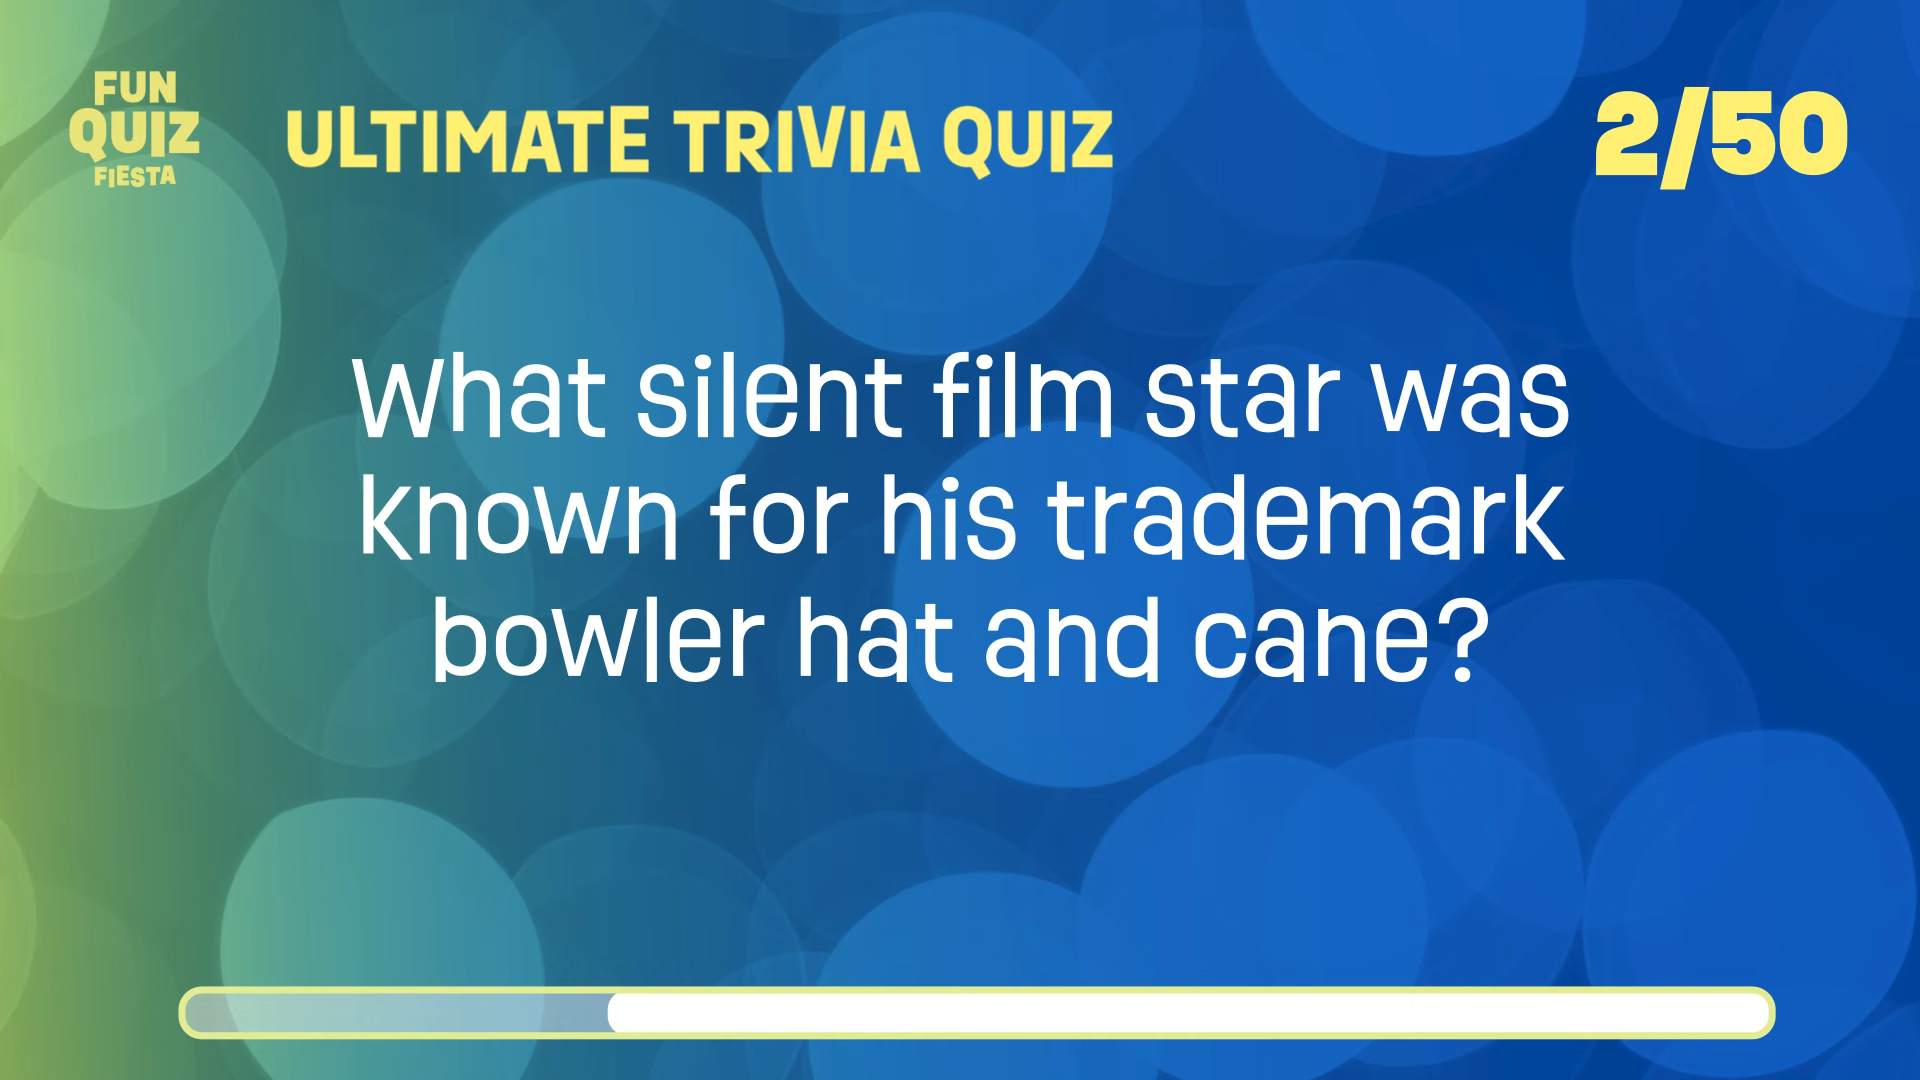 FUN
QUIZ
FIESTA
ULTIMATE TRIVIA QUIZ
2/50
What silent film star was
known for his trademark
bowler hat and cane?